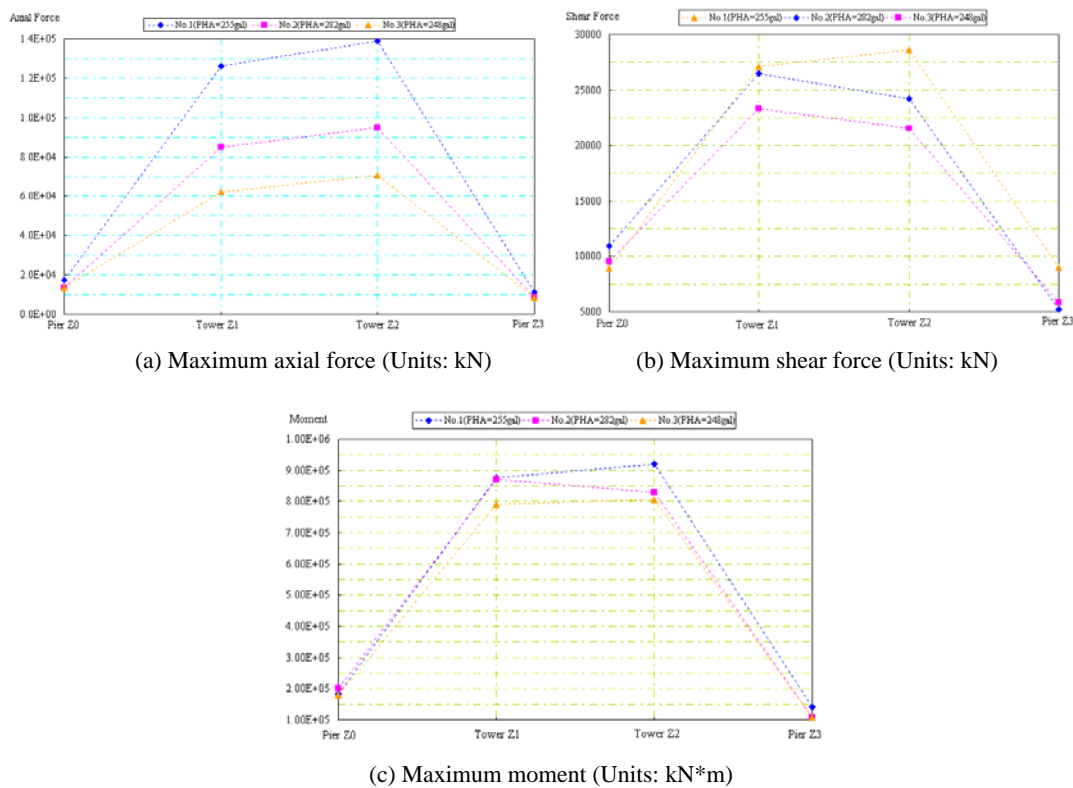 Axial Force
No.1(PHA=255gal) No.2(PHA=282gal) No.3(PHA=248gal)
1.4E+05
1.2E+05
1.0E+05
8.0E+04
6.0E+04
4.0E+04
2.0E+04
0.0E+00
Pier Z0 Tower Z1 Tower Z2 Pier Z3
(a) Maximum axial force (Units: kN)
Shear Force
No.1(PHA=255gal) No.2(PHA=282gal) No.3(PHA=248gal)
30000
25000
20000
15000
10000
5000
Pier Z0 Tower Z1 Tower Z2 Pier Z3
(b) Maximum shear force (Units: kN)
Moment
No.1(PHA=255gal) No.2(PHA=282gal) No.3(PHA=248gal)
1.00E+06
9.00E+05
8.00E+05
7.00E+05
6.00E+05
5.00E+05
4.00E+05
3.00E+05
2.00E+05
1.00E+05
Pier Z0 Tower Z1 Tower Z2 Pier Z3
(c) Maximum moment (Units: kN*m)